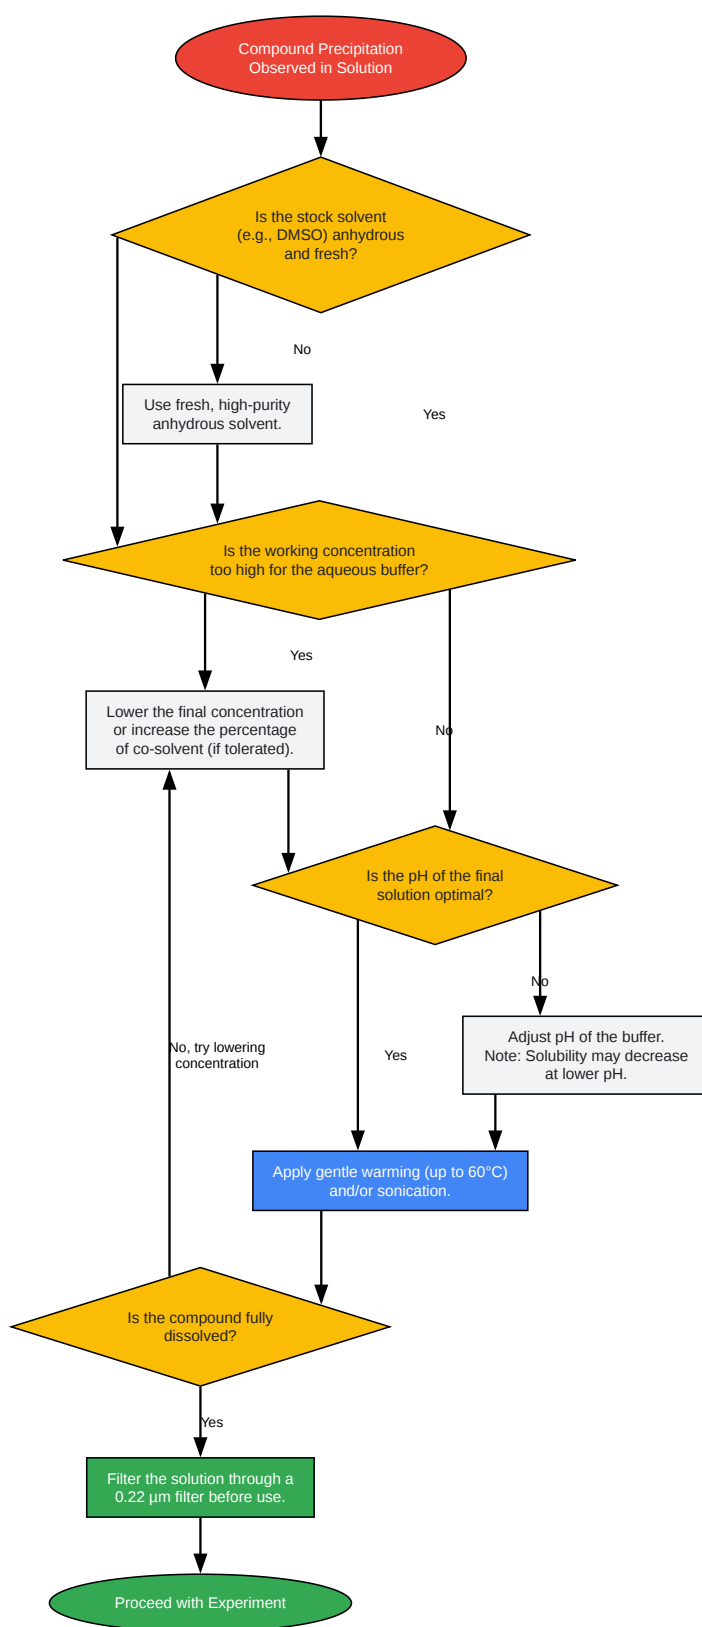 Compound Precipitation
Observed in Solution
Is the stock solvent
(e.g., DMSO) anhydrous
and fresh?
No
Use fresh, high-purity
anhydrous solvent.
Yes
Is the working concentration
too high for the aqueous buffer?
Yes
Lower the final concentration
or increase the percentage
of co-solvent (if tolerated).
No
Is the pH of the final
solution optimal?
No
Adjust pH of the buffer.
Note: Solubility may decrease
at lower pH.
No, try lowering
concentration
Yes
Apply gentle warming (up to 60°C)
and/or sonication.
Is the compound fully
dissolved?
Yes
Filter the solution through a
0.22 µm filter before use.
Proceed with Experiment